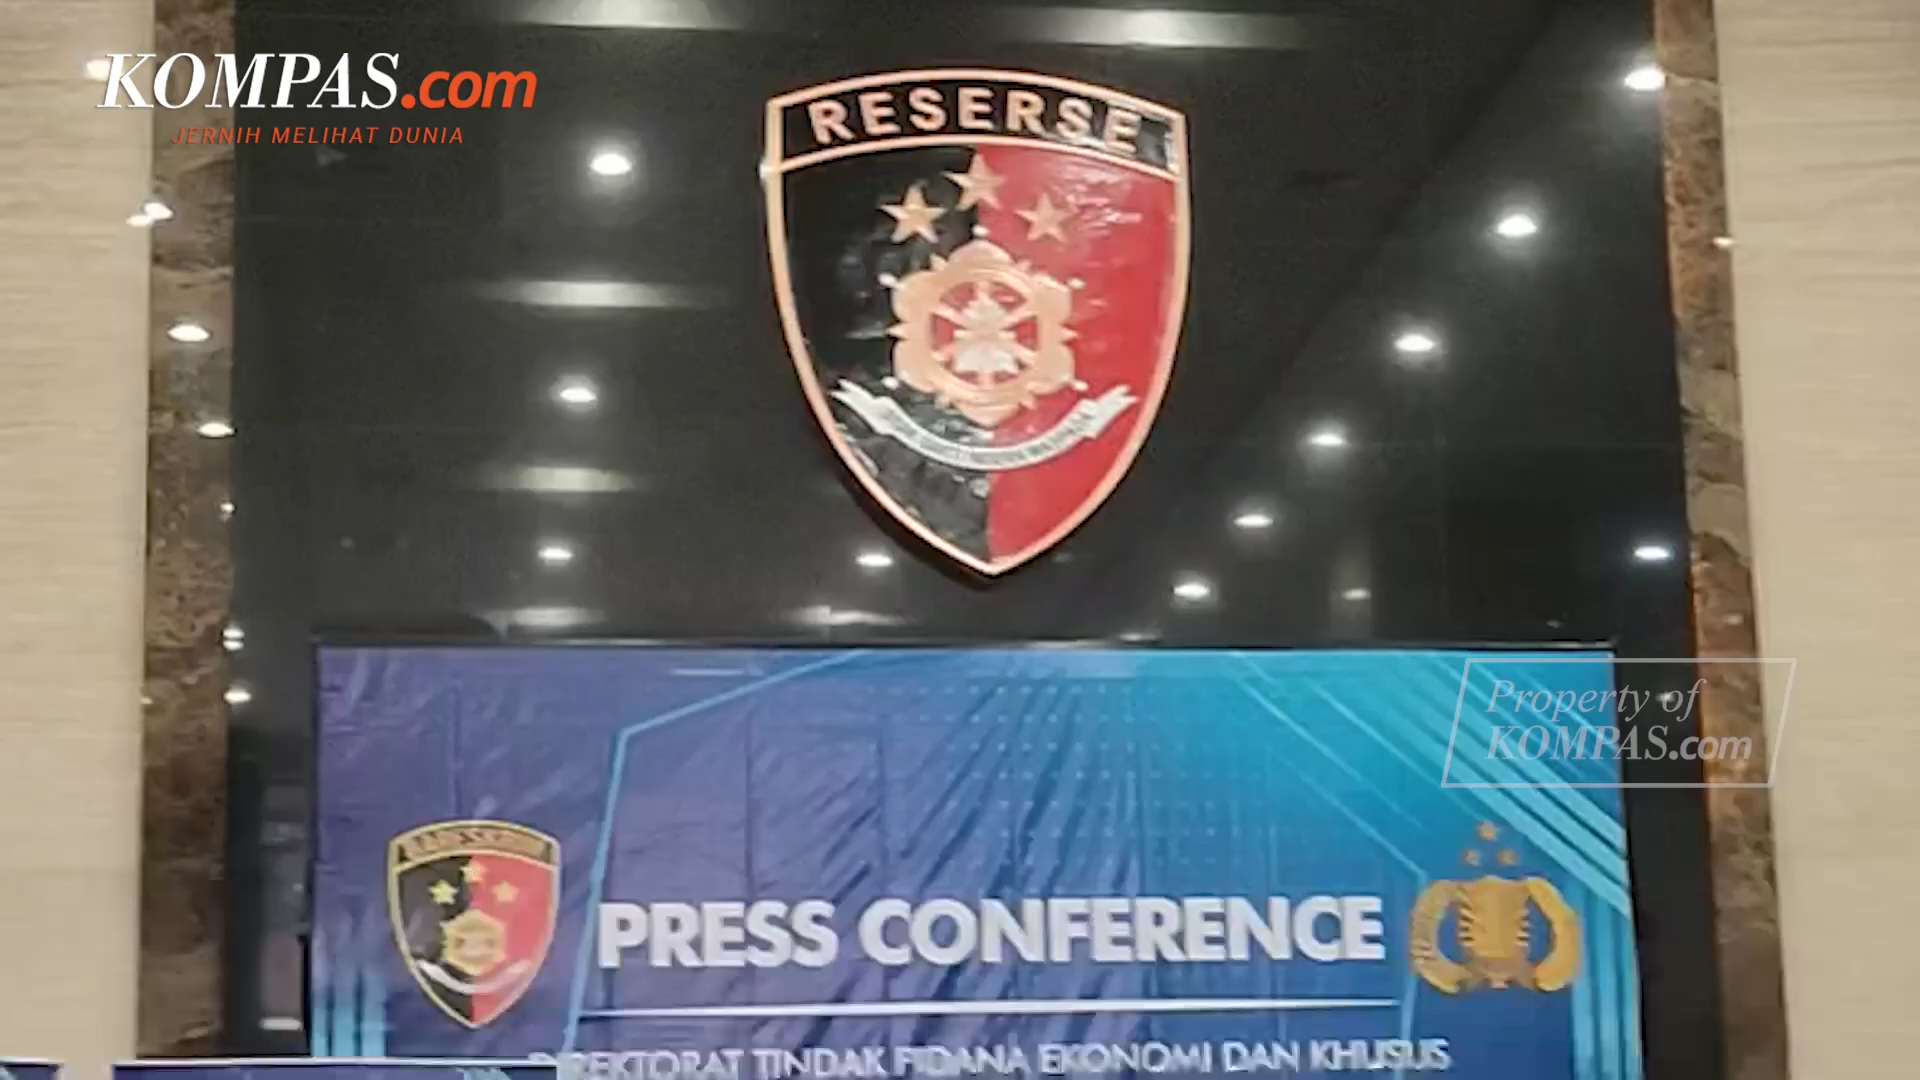 KOMPAS.com
JERNIH MELIHAT DUNIA
RESERSE
Property of
KOMPAS.com
PRESS CONFERENCE
DIREKTORAT TINDAK PIDANA EKONOMI DAN KHUSUS